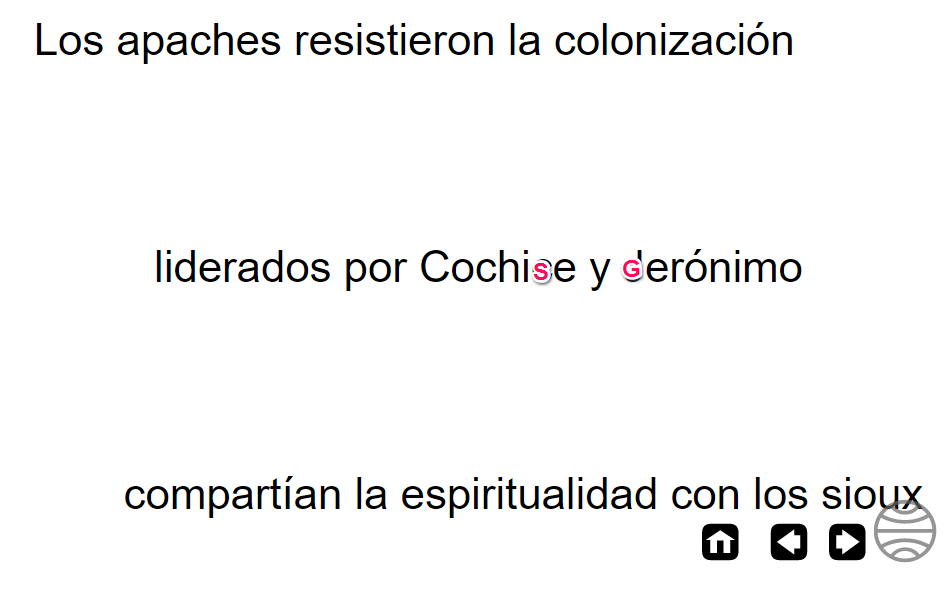 Los apaches resistieron la colonización
liderados por Cochise y Gerónimo
compartían la espiritualidad con los sioux